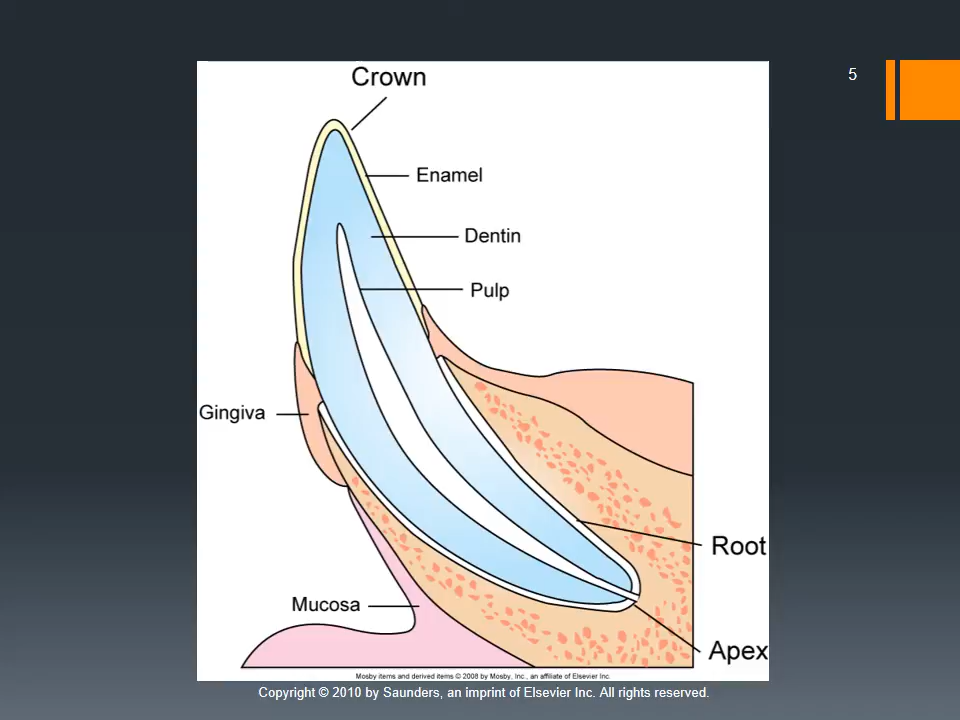 5
Crown
Enamel
Dentin
Pulp
Gingiva
Root
Mucosa
Apex
Mosby items and derived items © 2008 by Mosby, Inc., an affiliate of Elsevier Inc.
Copyright © 2010 by Saunders, an imprint of Elsevier Inc. All rights reserved.